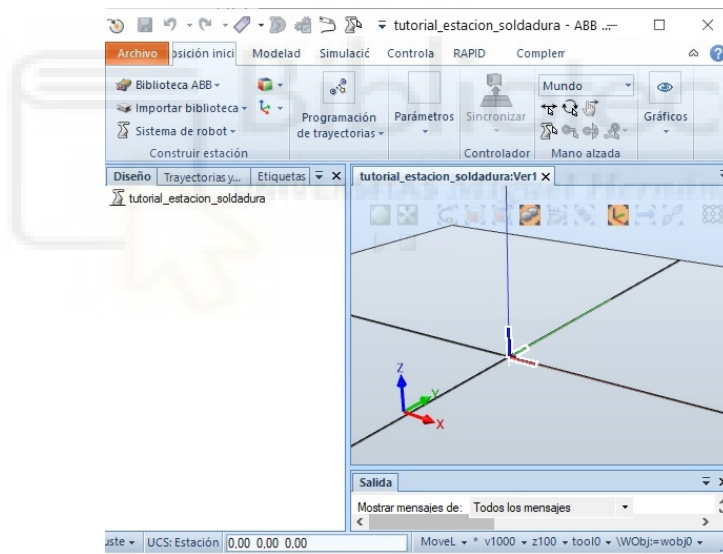 tutorial_estacion_soldadura - ABB ...
Archivo osición inici Modelad Simulació Controla RAPID Complem
Biblioteca ABB
Importar biblioteca
Sistema de robot
Construir estación
Programación
de trayectorias
Parámetros
Sincronizar
Controlador
Mundo
Mano alzada
Gráficos
Diseño Trayectorias y... Etiquetas
tutorial_estacion_soldadura
tutorial_estacion_soldadura:Ver1
Z
Y
X
Salida
Mostrar mensajes de: Todos los mensajes
uste UCS: Estación 0,00 0,00 0,00 MoveL * v1000 z100 tool0 \WObj:=wobj0